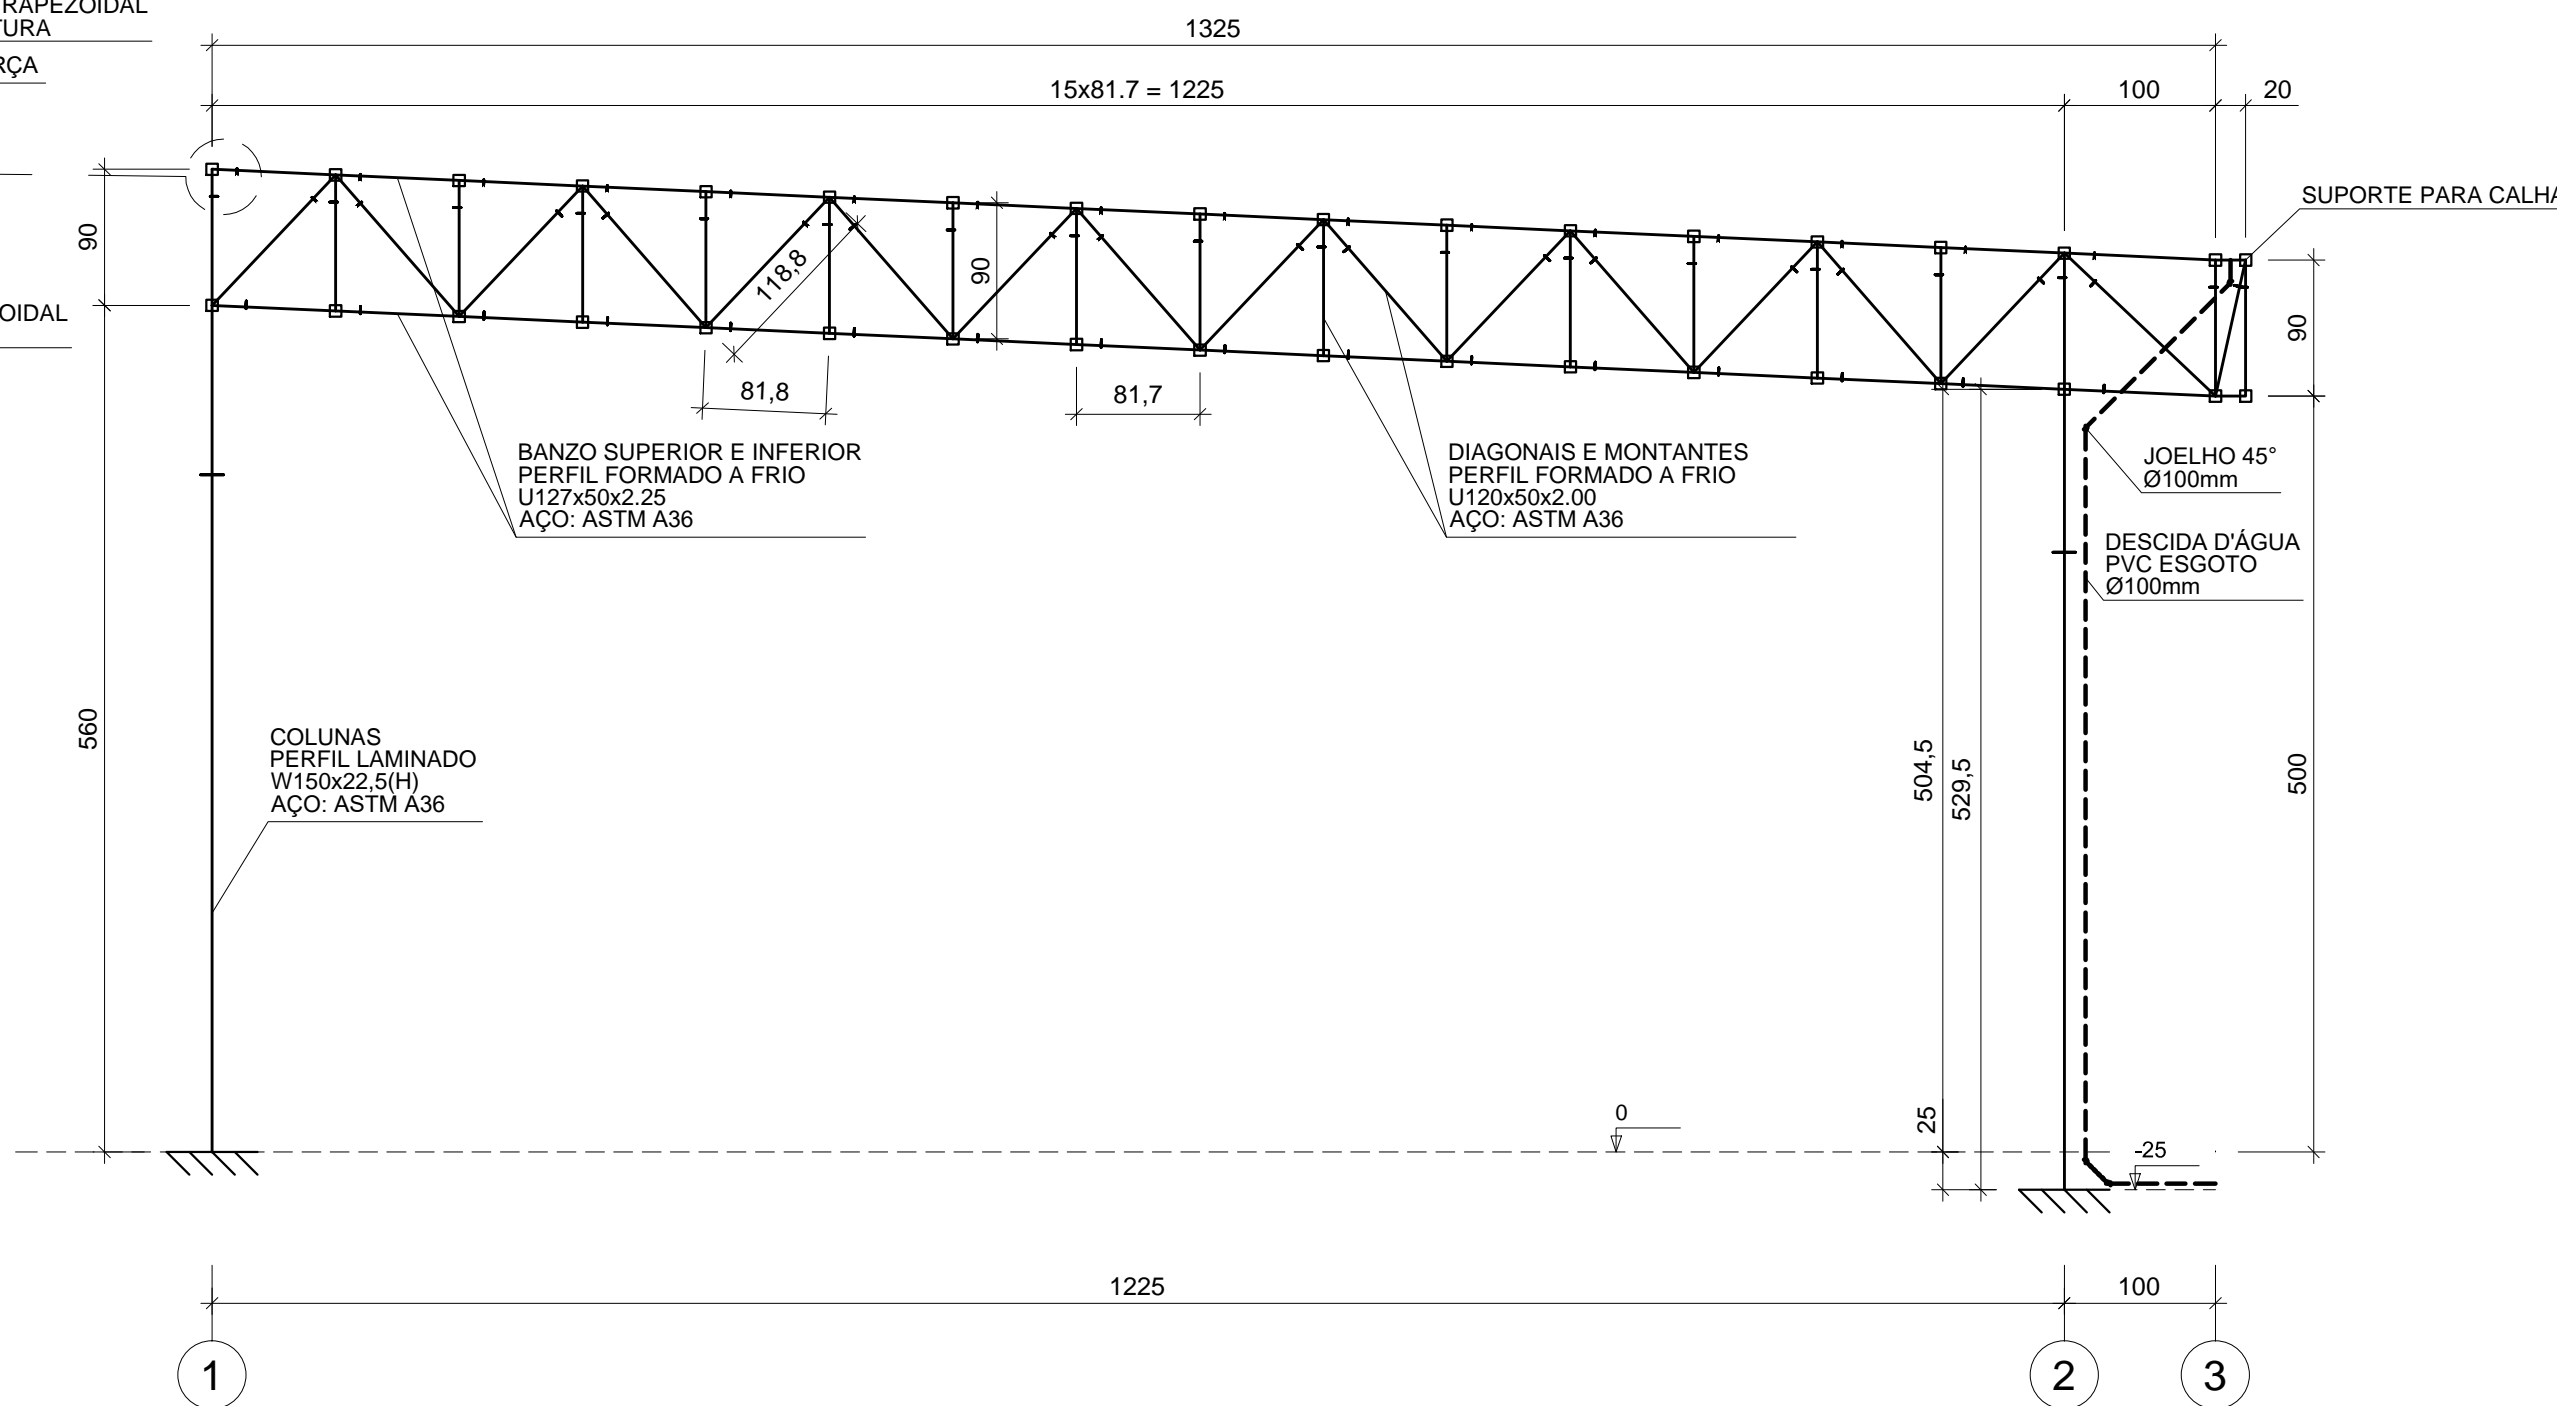 RAPEZOIDAL
TURA
RÇA
OIDAL
1325
15x81.7 = 1225
100
20
SUPORTE PARA CALHA
90
118,8
90
90
81,8
81,7
BANZO SUPERIOR E INFERIOR
PERFIL FORMADO A FRIO
U127x50x2.25
AÇO: ASTM A36
DIAGONAIS E MONTANTES
PERFIL FORMADO A FRIO
U120x50x2.00
AÇO: ASTM A36
JOELHO 45°
Ø100mm
DESCIDA D'ÁGUA
PVC ESGOTO
Ø100mm
560
COLUNAS
PERFIL LAMINADO
W150x22,5(H)
AÇO: ASTM A36
504,5
529,5
500
25
0
-25
1225
100
1
2
3